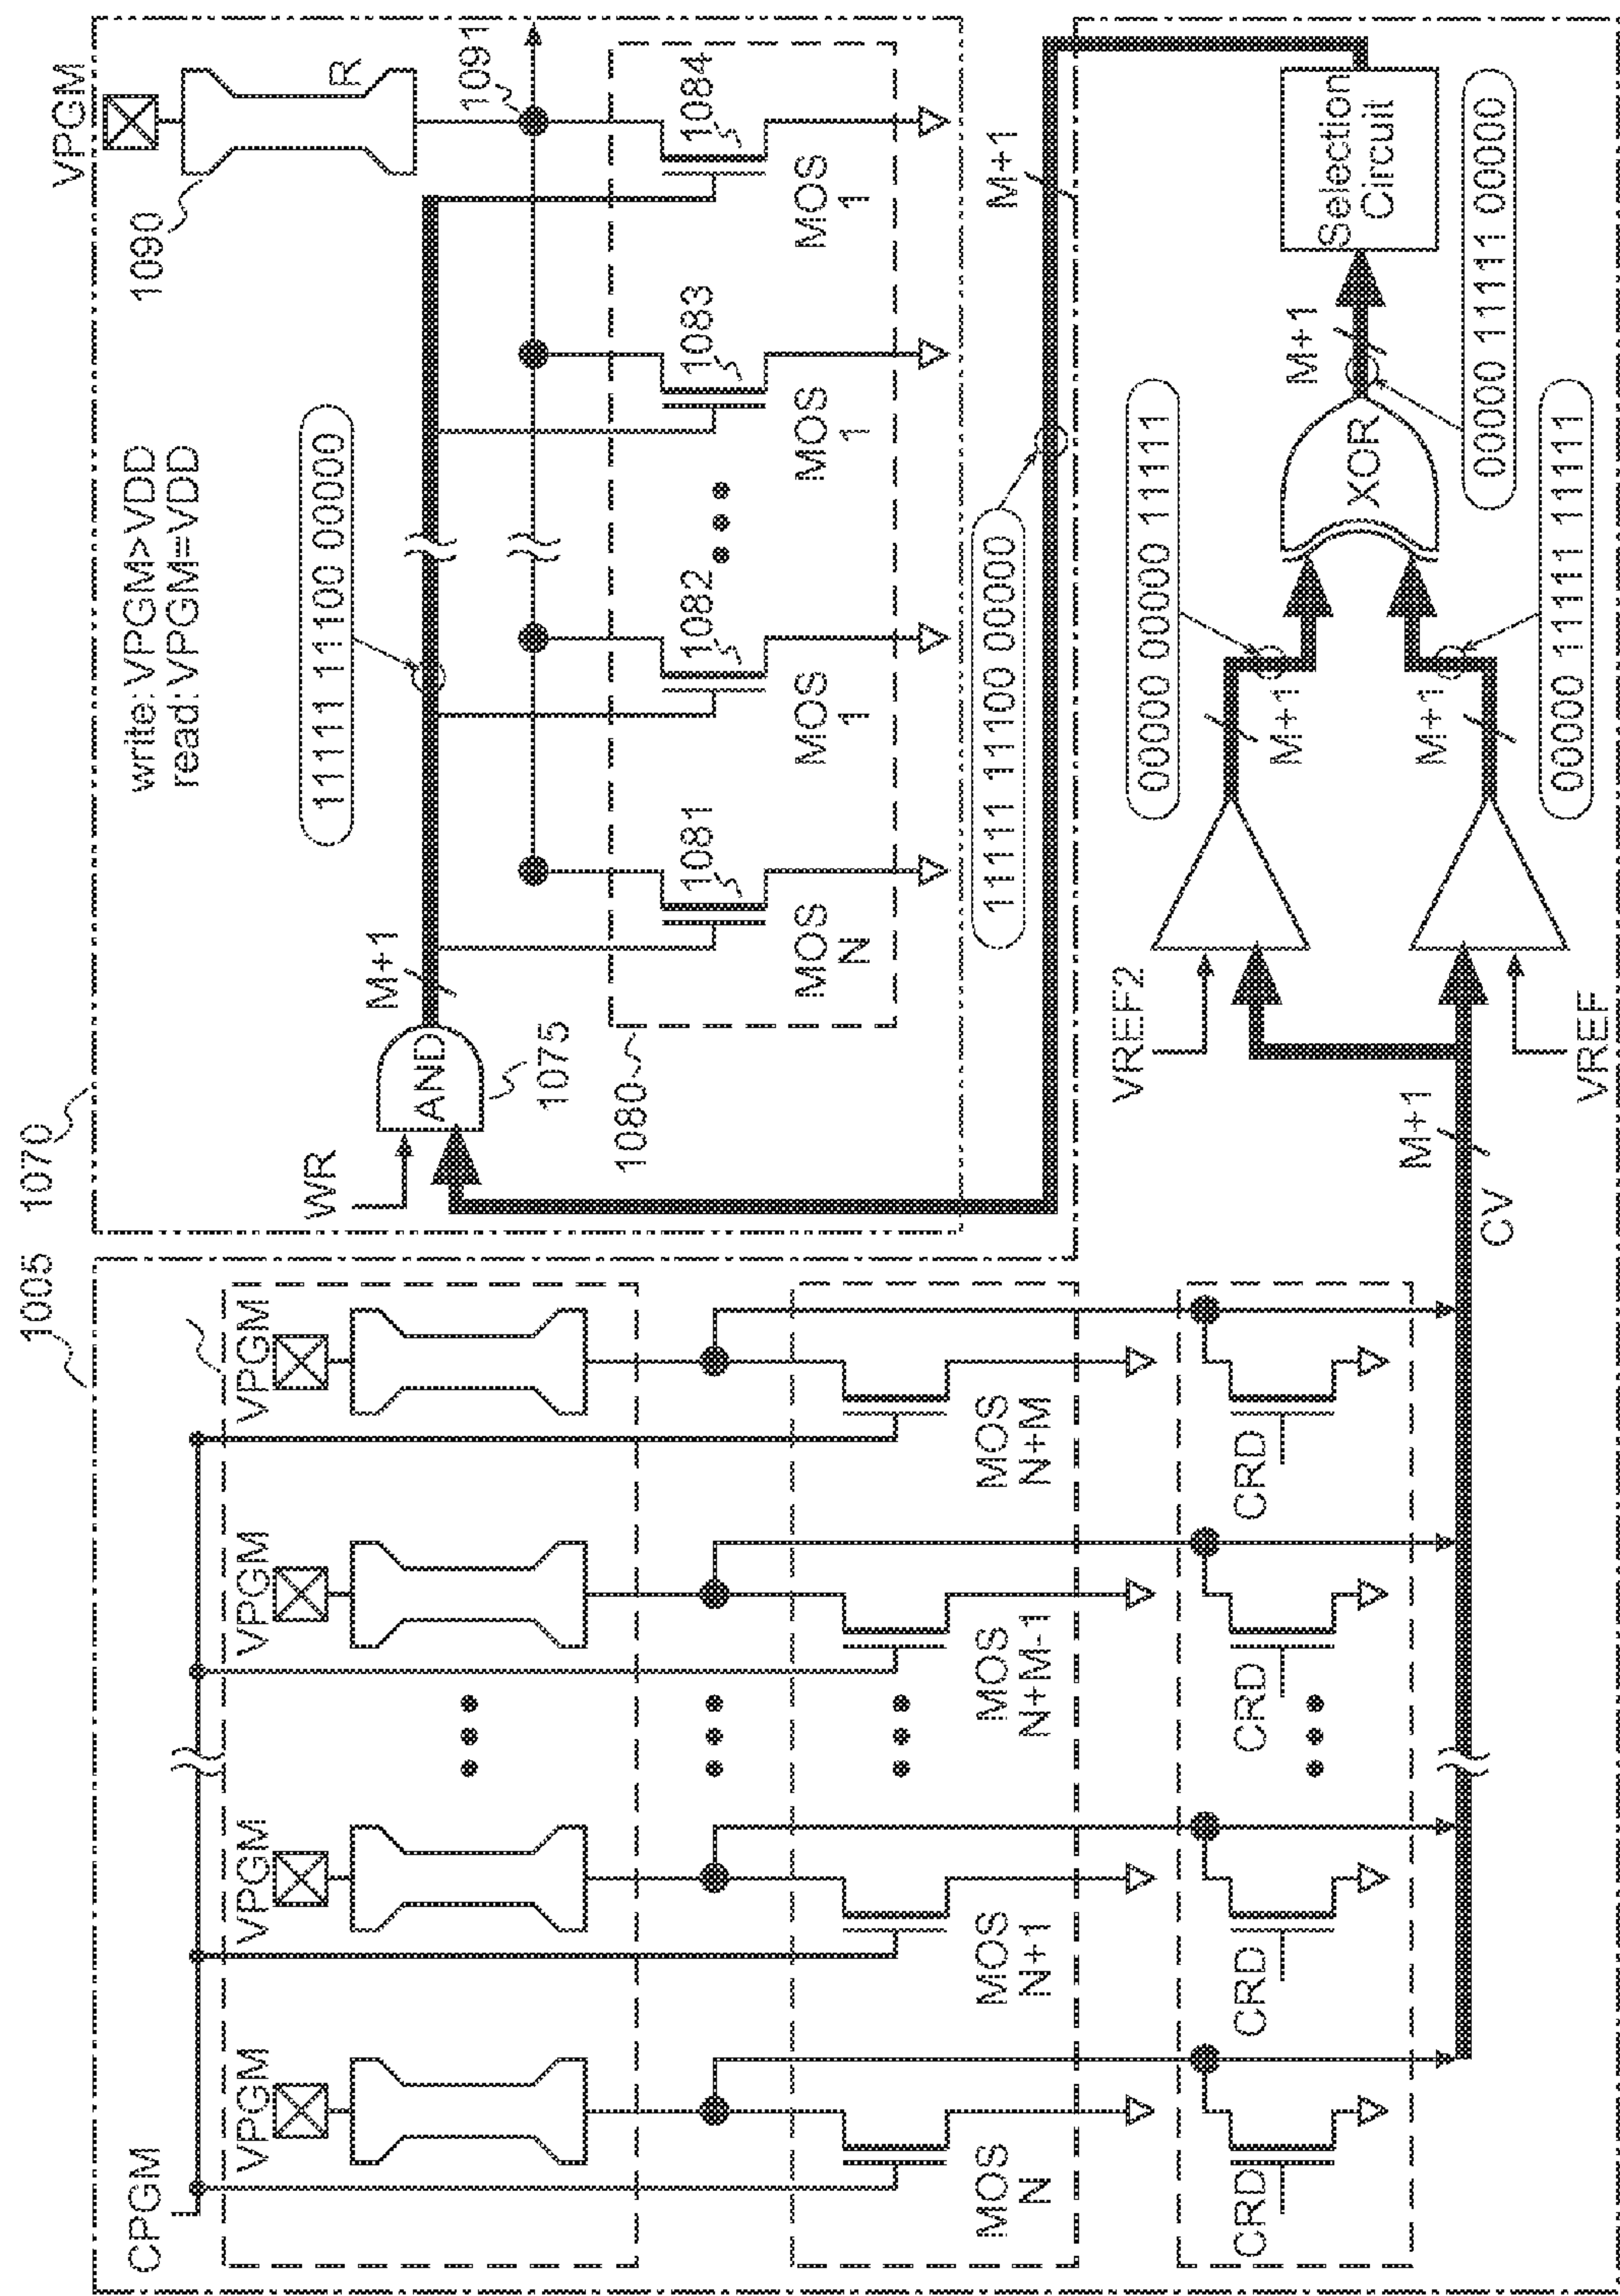 1005
CPGM
VPGM
VPGM
VPGM
VPGM
MOS
N
MOS
N+1
MOS
N+M-1
MOS
N+M
CRD
CRD
CRD
CRD
1070
VPGM
write: VPGM>VDD
read: VPGM=VDD
1090
R
11111 11100 00000
WR
AND
M+1
1091
1075
1080
1081
1082
1083
1084
MOS
N
MOS
1
MOS
1
MOS
1
11111 11100 00000
M+1
VREF2
00000 00000 11111
M+1
M+1
Selection
Circuit
XOR
M+1
M+1
CV
00000 11111 00000
VREF
00000 11111 11111